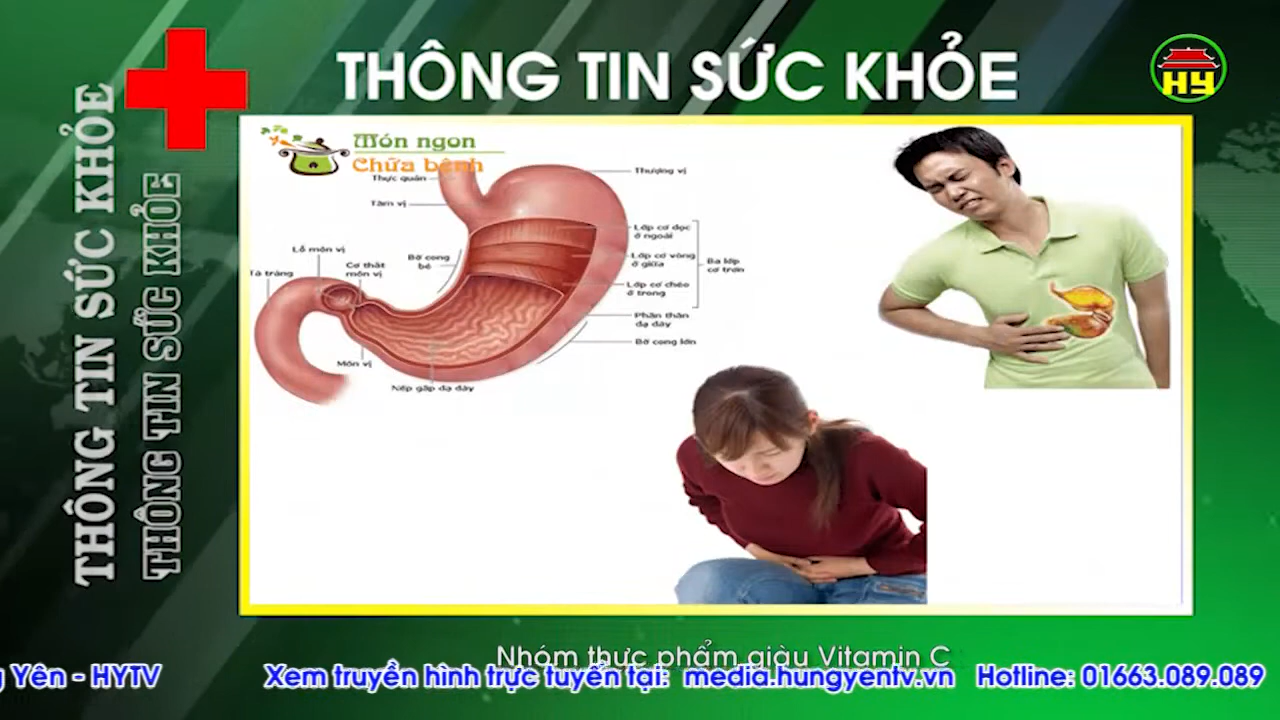 THÔNG TIN SỨC KHỎE
HY
THÔNG TIN SỨC KHỎE
THÔNG TIN SỨC KHỎE
Món ngon
Chữa bệnh
Thực quản
Tâm vị
Lỗ môn vị
Tá tràng
Cơ thắt
môn vị
Bờ cong
bé
Môn vị
Nếp gấp dạ dày
Thượng vị
Lớp cơ dọc
ở ngoài
Lớp cơ vòng
ở giữa
Lớp cơ chéo
ở trong
Ba lớp
cơ trơn
Phần thân
dạ dày
Bờ cong lớn
Nhóm thực phẩm giàu Vitamin C
g Yên - HYTV Xem truyền hình trực tuyến tại: media.hungyentv.vn Hotline: 01663.089.089